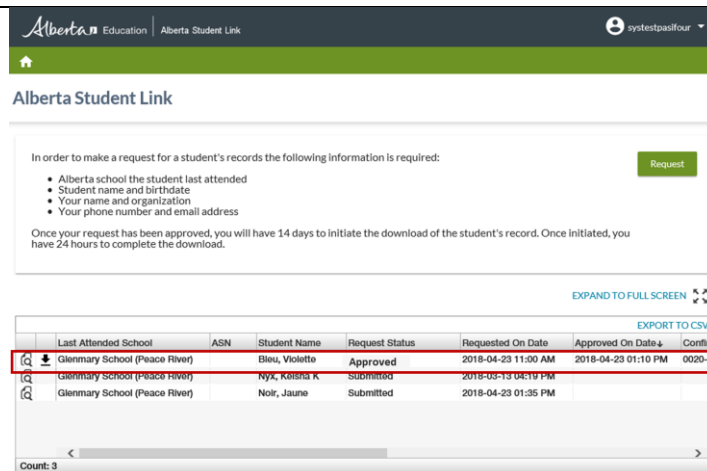 Alberta Education Alberta Student Link systestpaslfour
Alberta Student Link
In order to make a request for a student's records the following information is required:
Request
• Alberta school the student last attended
• Student name and birthdate
• Your name and organization
• Your phone number and email address
Once your request has been approved, you will have 14 days to initiate the download of the student's record. Once initiated, you
have 24 hours to complete the download.
EXPAND TO FULL SCREEN
EXPORT TO CSV
Last Attended School ASN Student Name Request Status Requested On Date Approved On Date↓ Confi
Glenmary School (Peace River) Bleu, Violette Approved 2018-04-23 11:00 AM 2018-04-23 01:10 PM 0020-
Glenmary School (Peace River) Nyx, Keisha K Submitted 2018-03-13 04:19 PM
Glenmary School (Peace River) Noir, Jaune Submitted 2018-04-23 01:35 PM
Count: 3